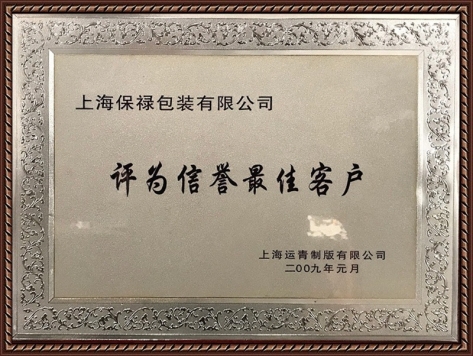 上海保禄包装有限公司
评为信誉最佳客户
上海运青制版有限公司
二00九年元月